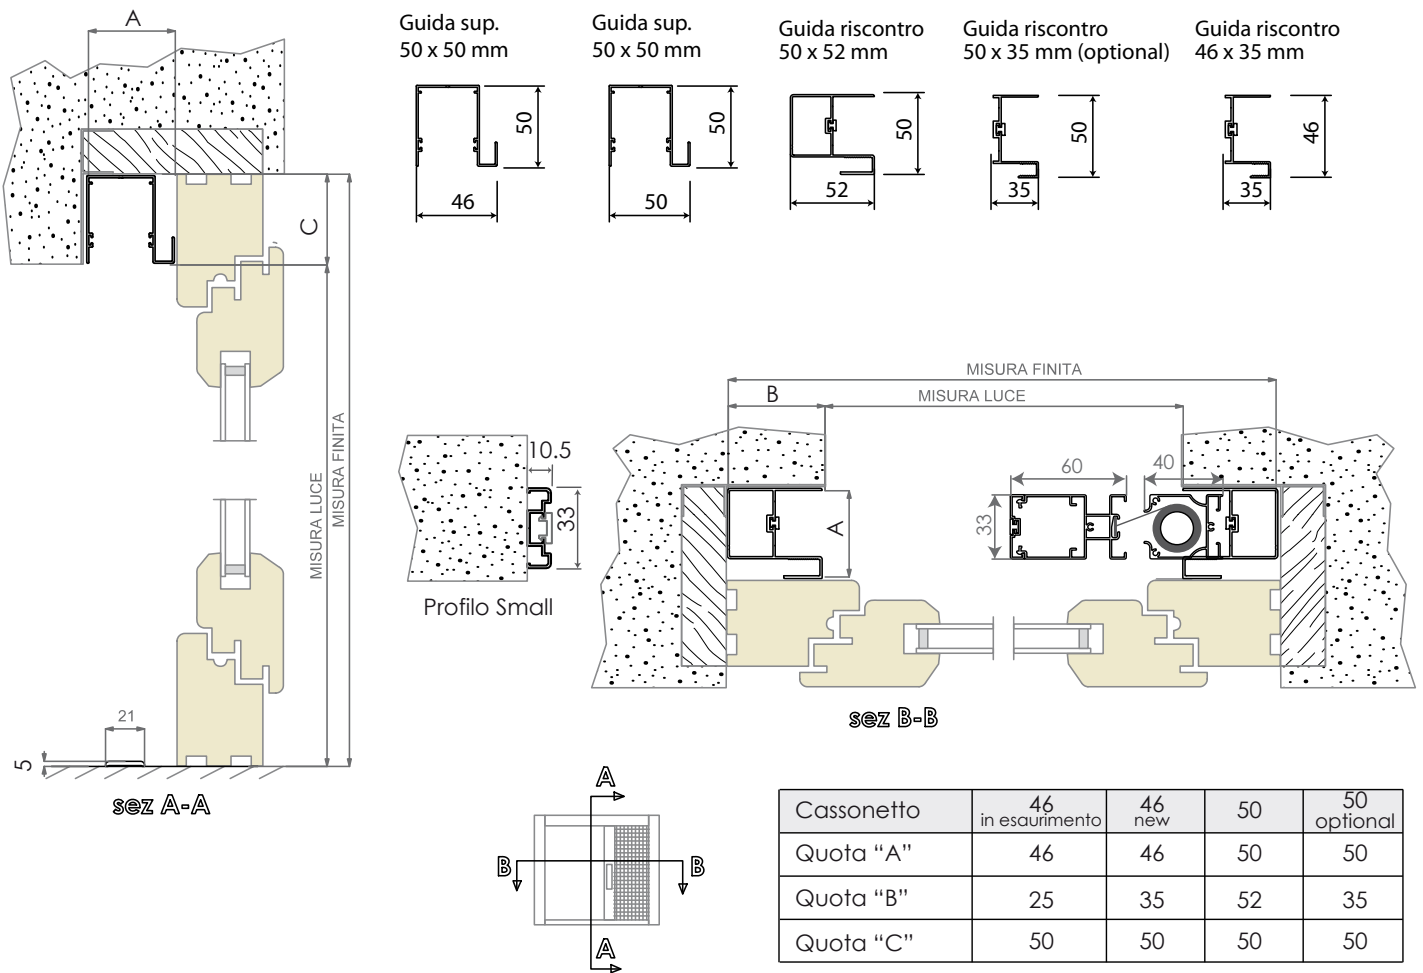 Guida sup.
50 x 50 mm
Guida sup.
50 x 50 mm
Guida riscontro
50 x 52 mm
Guida riscontro
50 x 35 mm (optional)
Guida riscontro
46 x 35 mm
50
46
50
50
50
52
50
35
46
35
A
C
MISURA LUCE
MISURA FINITA
21
5
sez A-A
10.5
33
Profilo Small
MISURA FINITA
B
MISURA LUCE
60
40
33
A
sez B-B
A
B
B
A
Cassonetto 46 in esaurimento 46 new 50 50 optional
Quota “A” 46 46 50 50
Quota “B” 25 35 52 35
Quota “C” 50 50 50 50